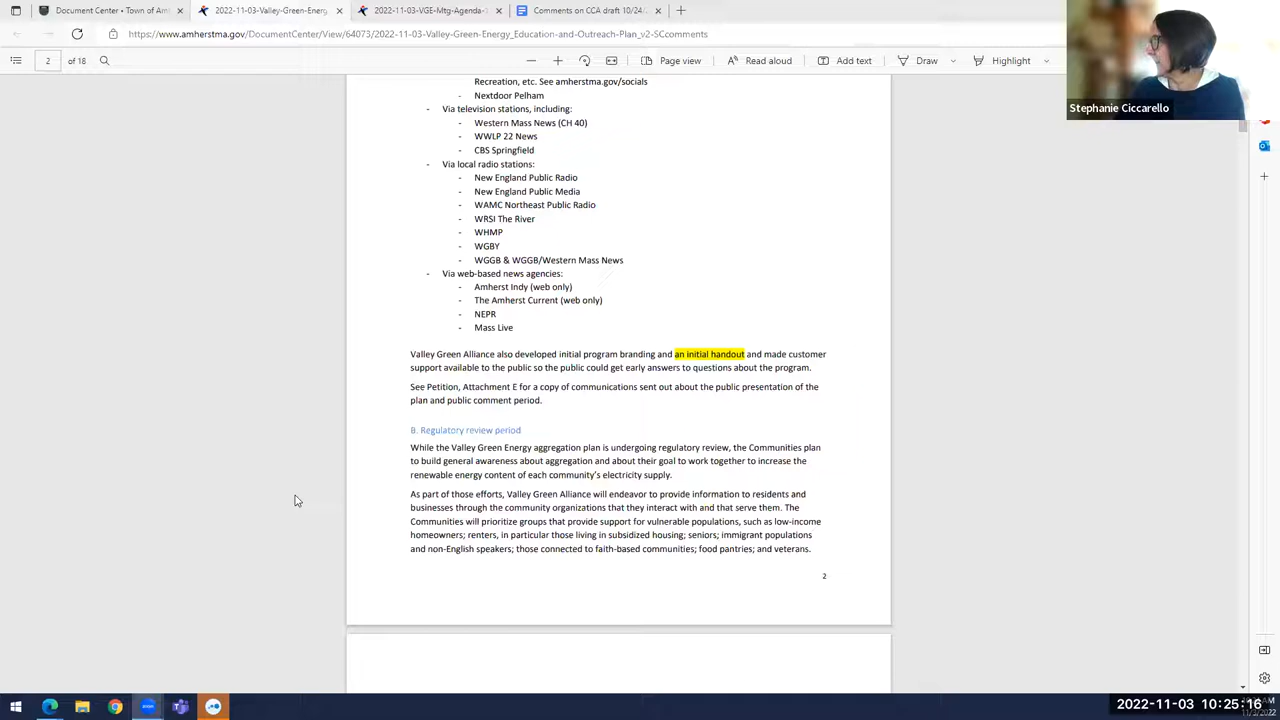 Document Center • Town of Am
2022-11-03-Valley-Green-Energ
2022-11-03-VGE-Mtg-Agenda-
Comments on CCA draft 10/24/
https://www.amherstma.gov/DocumentCenter/View/64073/2022-11-03-Valley-Green-Energy_Education-and-Outreach-Plan_v2-SCcomments
2 of 18
Page view
Read aloud
Add text
Draw
Highlight
Stephanie Ciccarello
Recreation, etc. See amherstma.gov/socials
- Nextdoor Pelham
- Via television stations, including:
- Western Mass News (CH 40)
- WWLP 22 News
- CBS Springfield
- Via local radio stations:
- New England Public Radio
- New England Public Media
- WAMC Northeast Public Radio
- WRSI The River
- WHMP
- WGBY
- WGGB & WGGB/Western Mass News
- Via web-based news agencies:
- Amherst Indy (web only)
- The Amherst Current (web only)
- NEPR
- Mass Live
Valley Green Alliance also developed initial program branding and an initial handout and made customer
support available to the public so the public could get early answers to questions about the program.
See Petition, Attachment E for a copy of communications sent out about the public presentation of the
plan and public comment period.
B. Regulatory review period
While the Valley Green Energy aggregation plan is undergoing regulatory review, the Communities plan
to build general awareness about aggregation and about their goal to work together to increase the
renewable energy content of each community's electricity supply.
As part of those efforts, Valley Green Alliance will endeavor to provide information to residents and
businesses through the community organizations that they interact with and that serve them. The
Communities will prioritize groups that provide support for vulnerable populations, such as low-income
homeowners; renters, in particular those living in subsidized housing; seniors; immigrant populations
and non-English speakers; those connected to faith-based communities; food pantries; and veterans.
2
2022-11-03 10:25:16